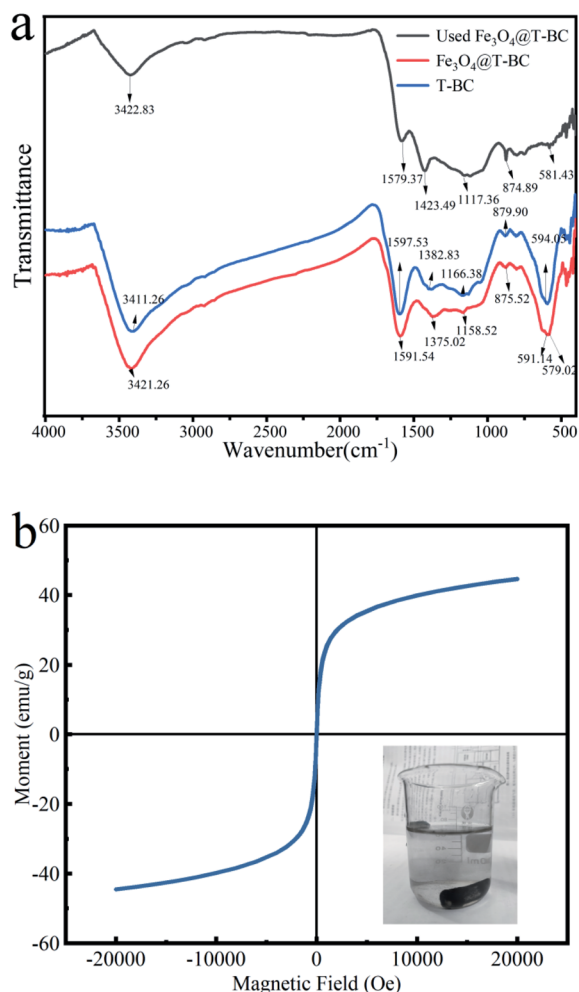 a
Used Fe₃O₄@T-BC
Fe₃O₄@T-BC
T-BC
Transmittance
3422.83
1579.37
1423.49
1117.36
874.89
581.43
3411.26
1597.53
1382.83
1166.38
879.90
594.05
3421.26
1591.54
1375.02
1158.52
875.52
591.14
579.02
4000 3500 3000 2500 2000 1500 1000 500
Wavenumber(cm⁻¹)
b
Moment (emu/g)
60
40
20
0
-20
-40
-60
-20000 -10000 0 10000 20000
Magnetic Field (Oe)